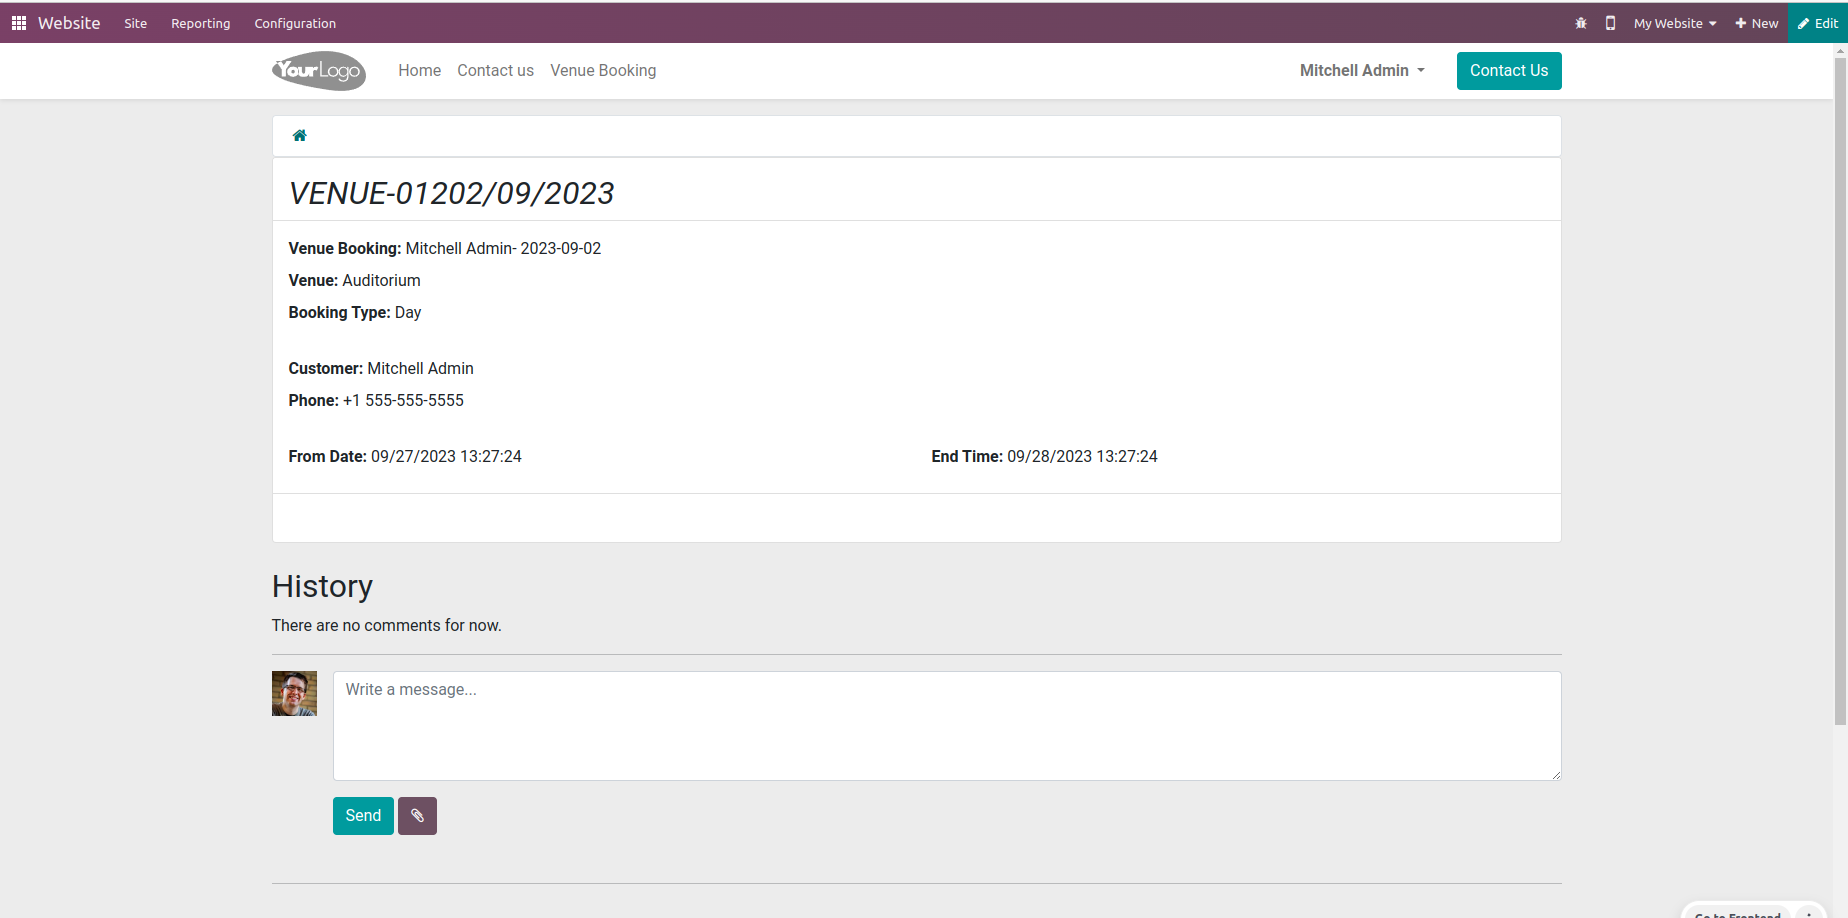 Website Site Reporting Configuration My Website New Edit
YourLogo Home Contact us Venue Booking Mitchell Admin Contact Us
VENUE-01202/09/2023
Venue Booking: Mitchell Admin- 2023-09-02
Venue: Auditorium
Booking Type: Day
Customer: Mitchell Admin
Phone: +1 555-555-5555
From Date: 09/27/2023 13:27:24 End Time: 09/28/2023 13:27:24
History
There are no comments for now.
Write a message...
Send
Go to Frontend